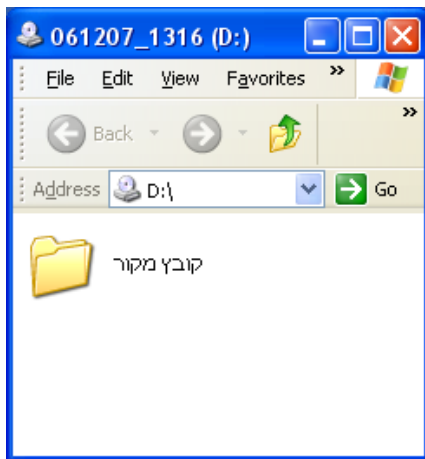 061207_1316 (D:)
File Edit View Favorites »
Back »
Address D:\ Go
קובץ מקור